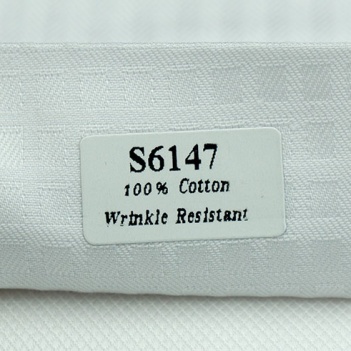 S6147
100% Cotton
Wrinkle Resistant